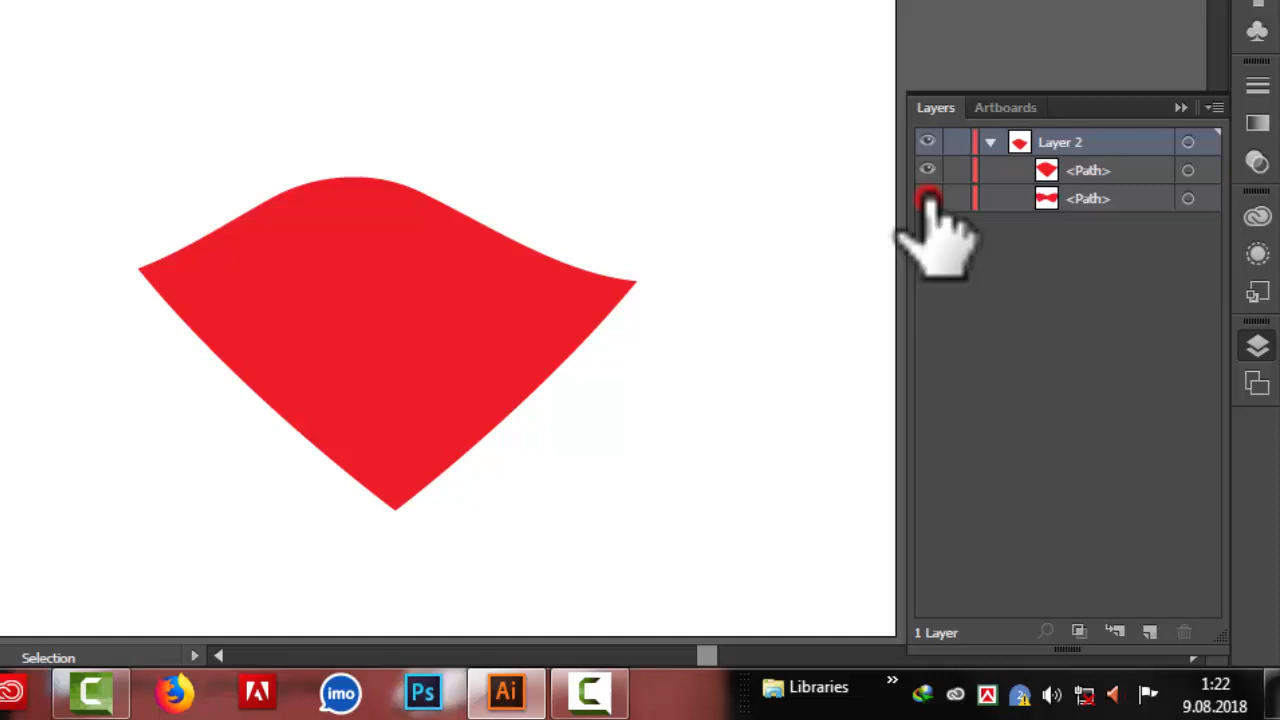 Layers
Artboards
Layer 2
<Path>
<Path>
1 Layer
Selection
imo
Ps
Ai
Libraries
»
1:22
9.08.2018